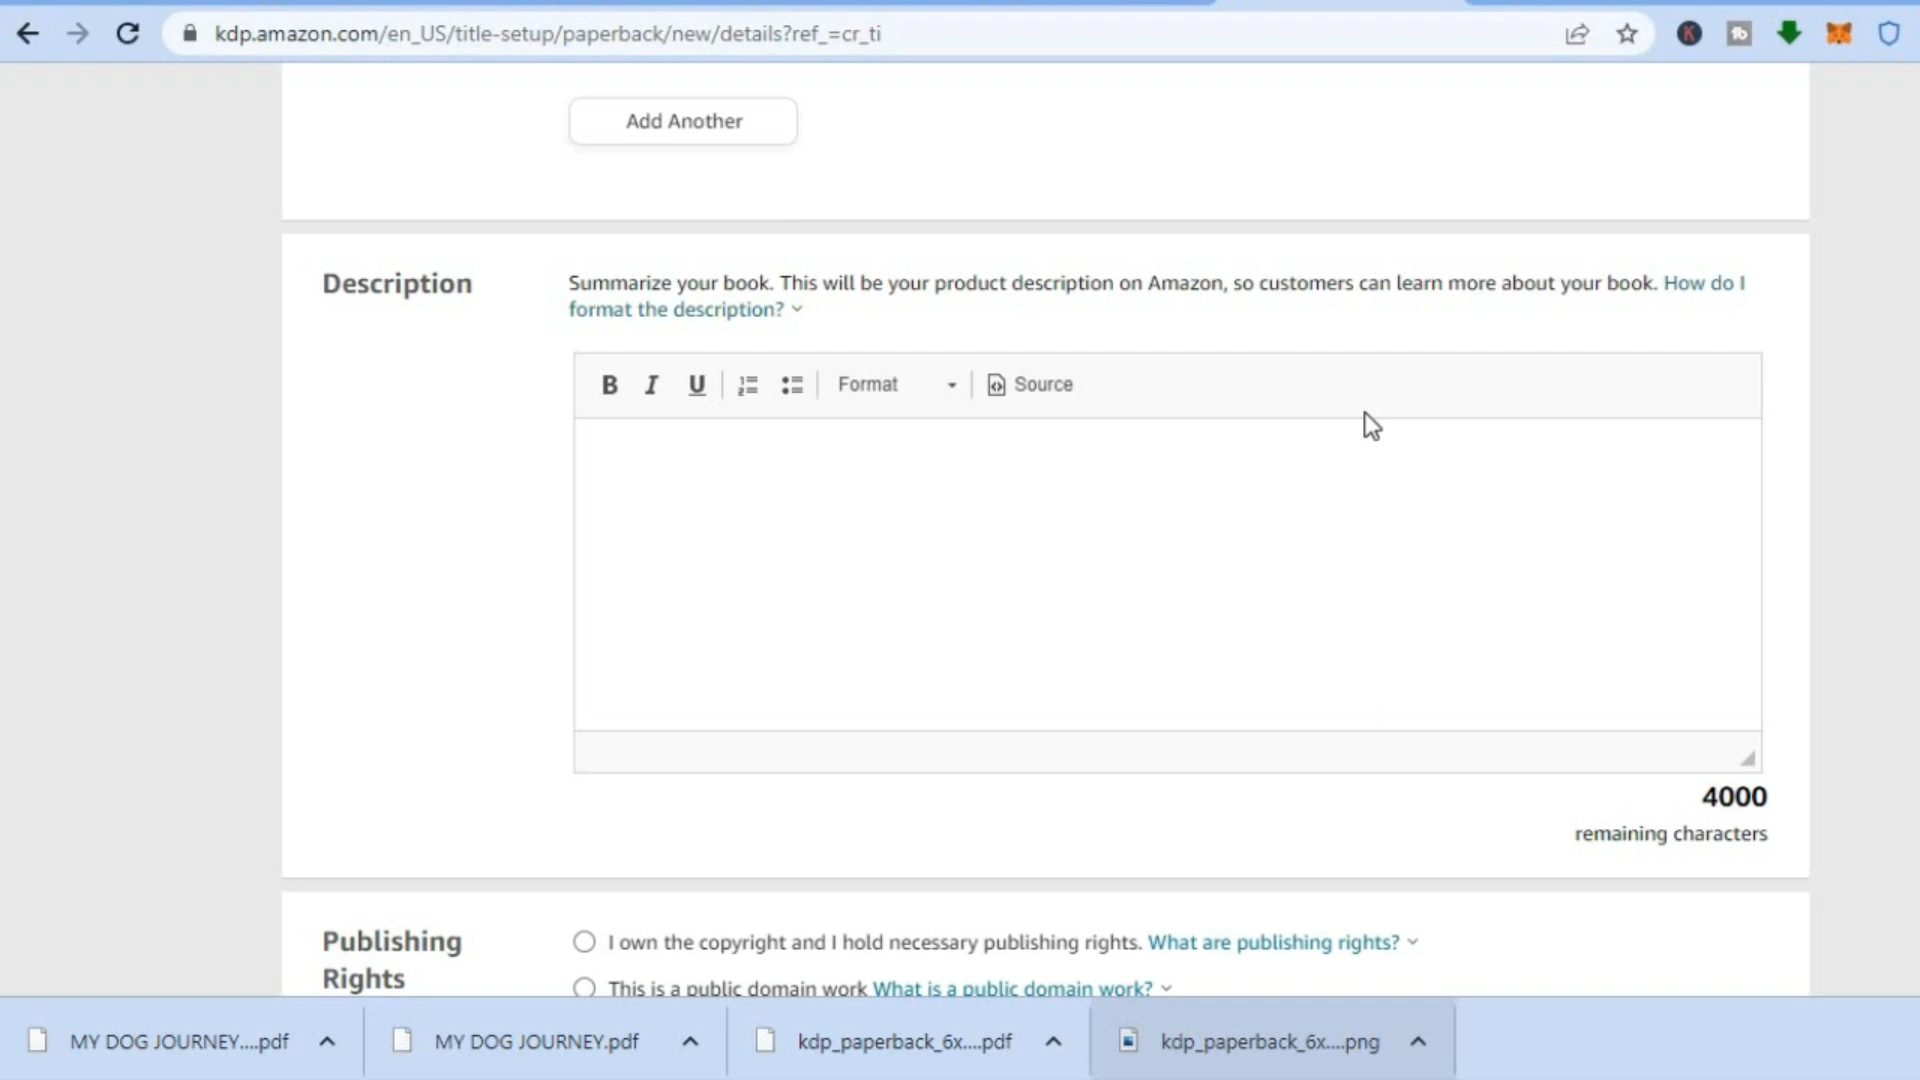 kdp.amazon.com/en_US/title-setup/paperback/new/details?ref_=cr_ti
K
tb
Add Another
Description
Summarize your book. This will be your product description on Amazon, so customers can learn more about your book. How do I
format the description?
B I U Format Source
4000
remaining characters
Publishing
Rights
I own the copyright and I hold necessary publishing rights. What are publishing rights?
This is a public domain work What is a public domain work?
MY DOG JOURNEY....pdf
MY DOG JOURNEY.pdf
kdp_paperback_6x....pdf
kdp_paperback_6x....png